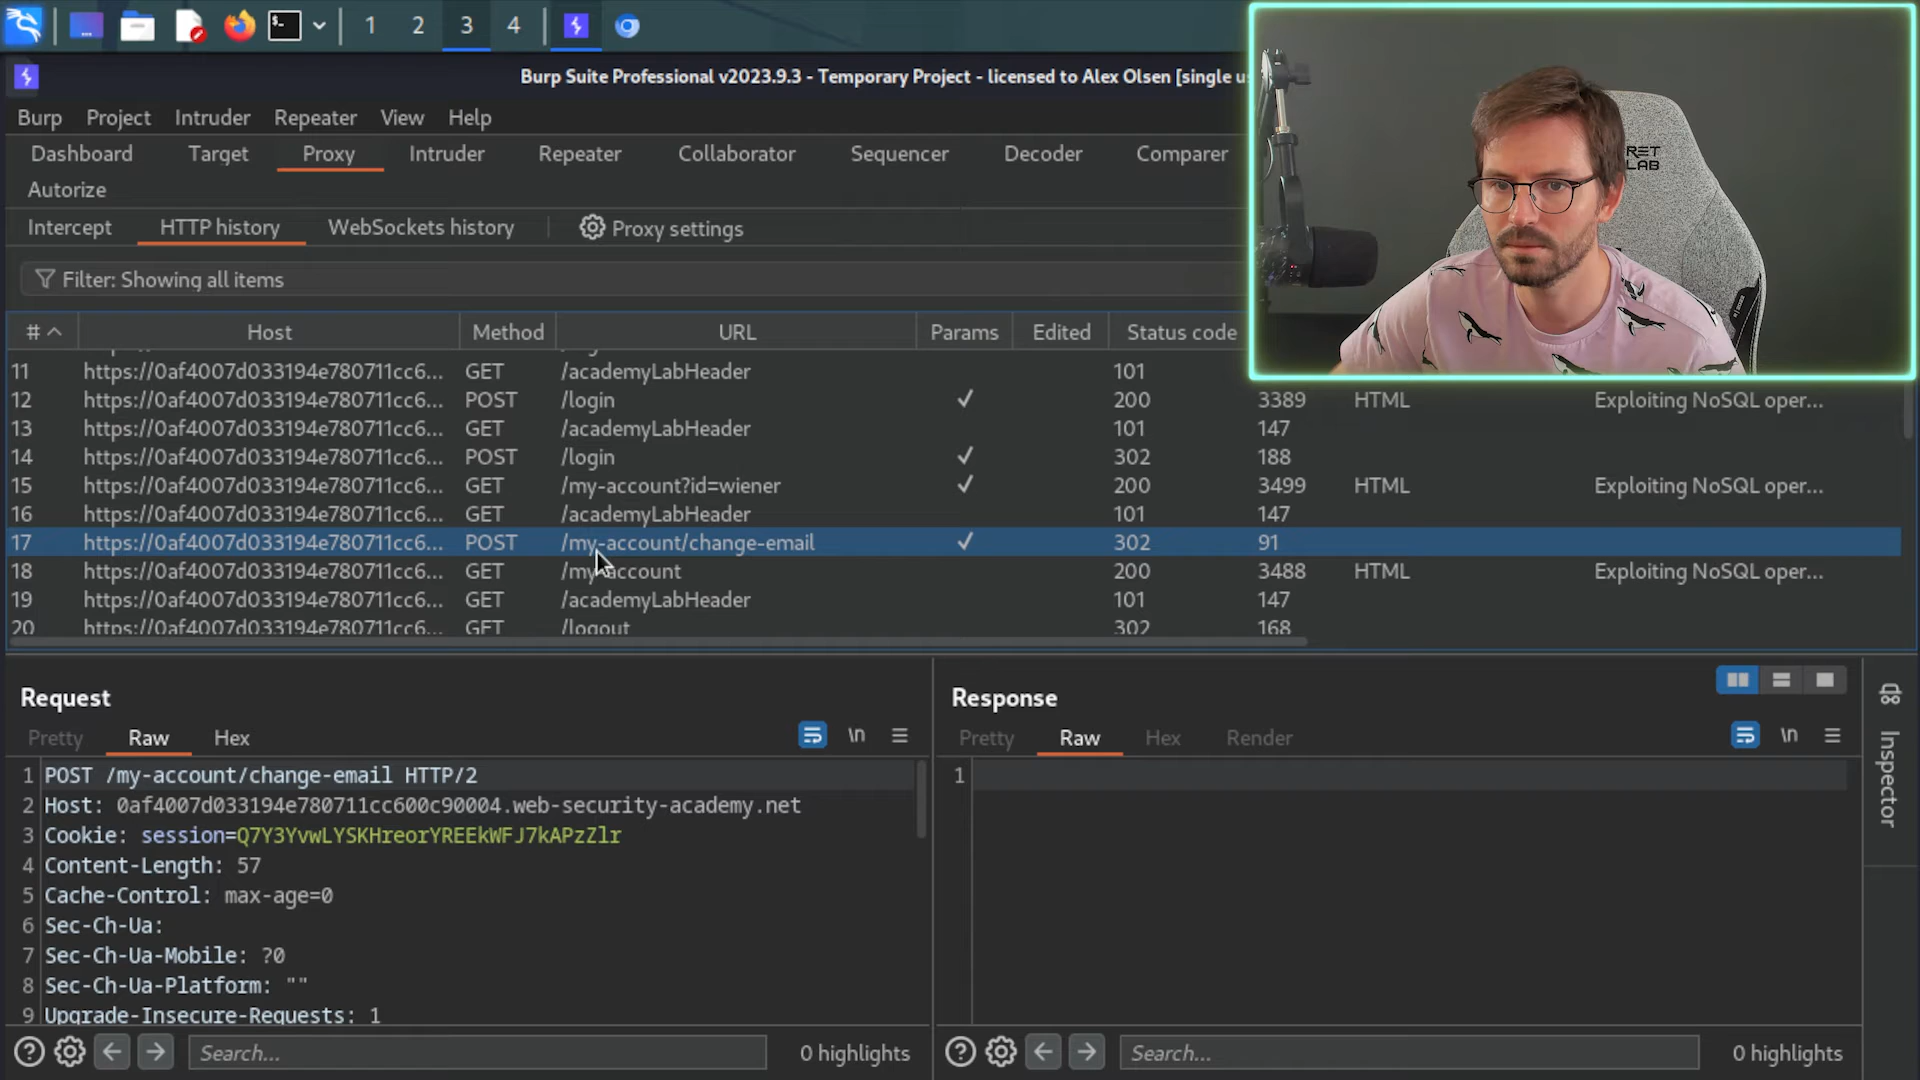 1 2 3 4
Burp Suite Professional v2023.9.3 - Temporary Project - licensed to Alex Olsen [single us
Burp Project Intruder Repeater View Help
Dashboard Target Proxy Intruder Repeater Collaborator Sequencer Decoder Comparer
Autorize
Intercept HTTP history WebSockets history Proxy settings
Filter: Showing all items
# Host Method URL Params Edited Status code
11 https://0af4007d033194e780711cc6... GET /academyLabHeader 101
12 https://0af4007d033194e780711cc6... POST /login ✓ 200 3389 HTML Exploiting NoSQL oper...
13 https://0af4007d033194e780711cc6... GET /academyLabHeader 101 147
14 https://0af4007d033194e780711cc6... POST /login ✓ 302 188
15 https://0af4007d033194e780711cc6... GET /my-account?id=wiener ✓ 200 3499 HTML Exploiting NoSQL oper...
16 https://0af4007d033194e780711cc6... GET /academyLabHeader 101 147
17 https://0af4007d033194e780711cc6... POST /my-account/change-email ✓ 302 91
18 https://0af4007d033194e780711cc6... GET /my-account 200 3488 HTML Exploiting NoSQL oper...
19 https://0af4007d033194e780711cc6... GET /academyLabHeader 101 147
20 https://0af4007d033194e780711cc6... GET /logout 302 168
RET
LAB
Request
Pretty Raw Hex \n
1 POST /my-account/change-email HTTP/2
2 Host: 0af4007d033194e780711cc600c90004.web-security-academy.net
3 Cookie: session=Q7Y3YvwLYSKHreorYREEkWFJ7kAPzZlr
4 Content-Length: 57
5 Cache-Control: max-age=0
6 Sec-Ch-Ua:
7 Sec-Ch-Ua-Mobile: ?0
8 Sec-Ch-Ua-Platform: ""
9 Upgrade-Insecure-Requests: 1
Search... 0 highlights
Response
Pretty Raw Hex Render \n
1
Search... 0 highlights
Inspector